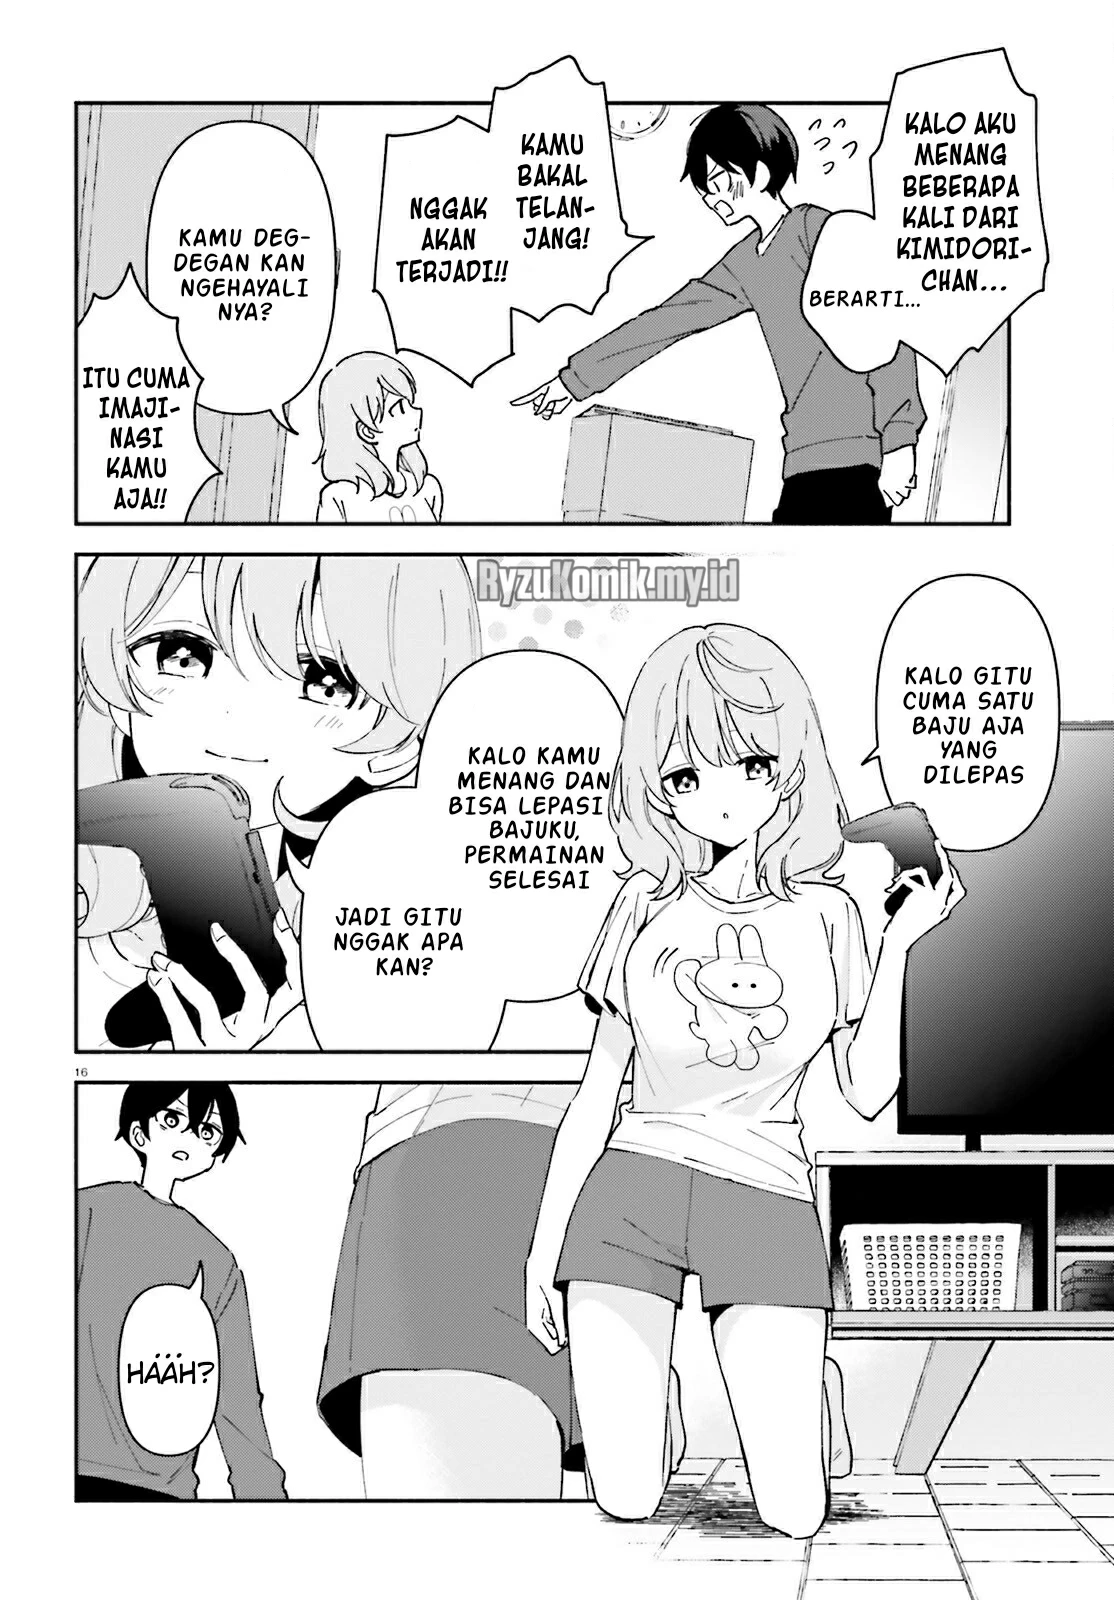 KALO AKU
MENANG
BEBERAPA
KALI DARI
KIMIDORI-
CHAN...
BERARTI...
KAMU
BAKAL
TELAN-
JANG!
NGGAK
AKAN
TERJADI!!
KAMU DEG-
DEGAN KAN
NGEHAYALI
NYA?
ITU CUMA
IMAJI-
NASI
KAMU
AJA!!
RyzuKomik.my.id
KALO GITU
CUMA SATU
BAJU AJA
YANG
DILEPAS
KALO KAMU
MENANG DAN
BISA LEPASI
BAJUKU,
PERMAINAN
SELESAI
JADI GITU
NGGAK APA
KAN?
16
HÄÄH?